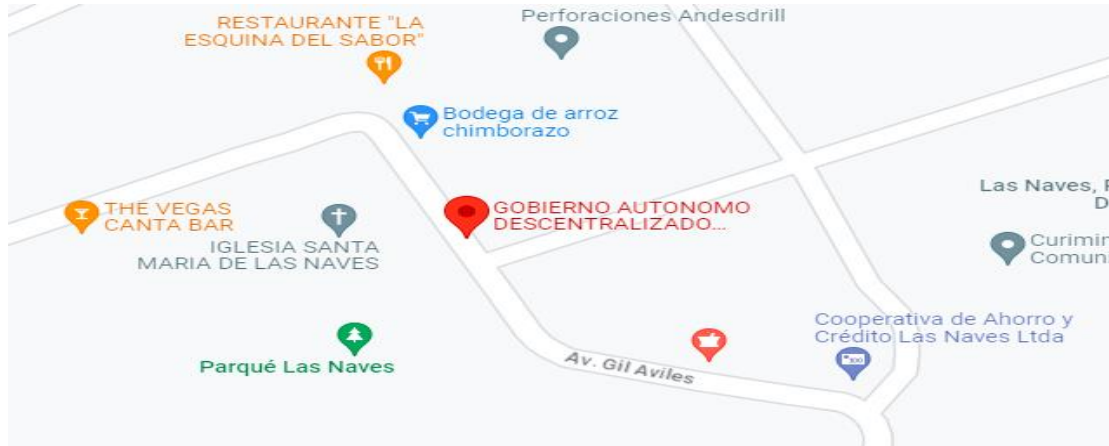 Perforaciones Andesdrill
RESTAURANTE "LA
ESQUINA DEL SABOR"
Bodega de arroz
chimborazo
Las Naves,
D
THE VEGAS
CANTA BAR
GOBIERNO AUTONOMO
DESCENTRALIZADO...
IGLESIA SANTA
MARIA DE LAS NAVES
Curimin
Comuni
Cooperativa de Ahorro y
Crédito Las Naves Ltda
Parqué Las Naves
Av. Gil Aviles